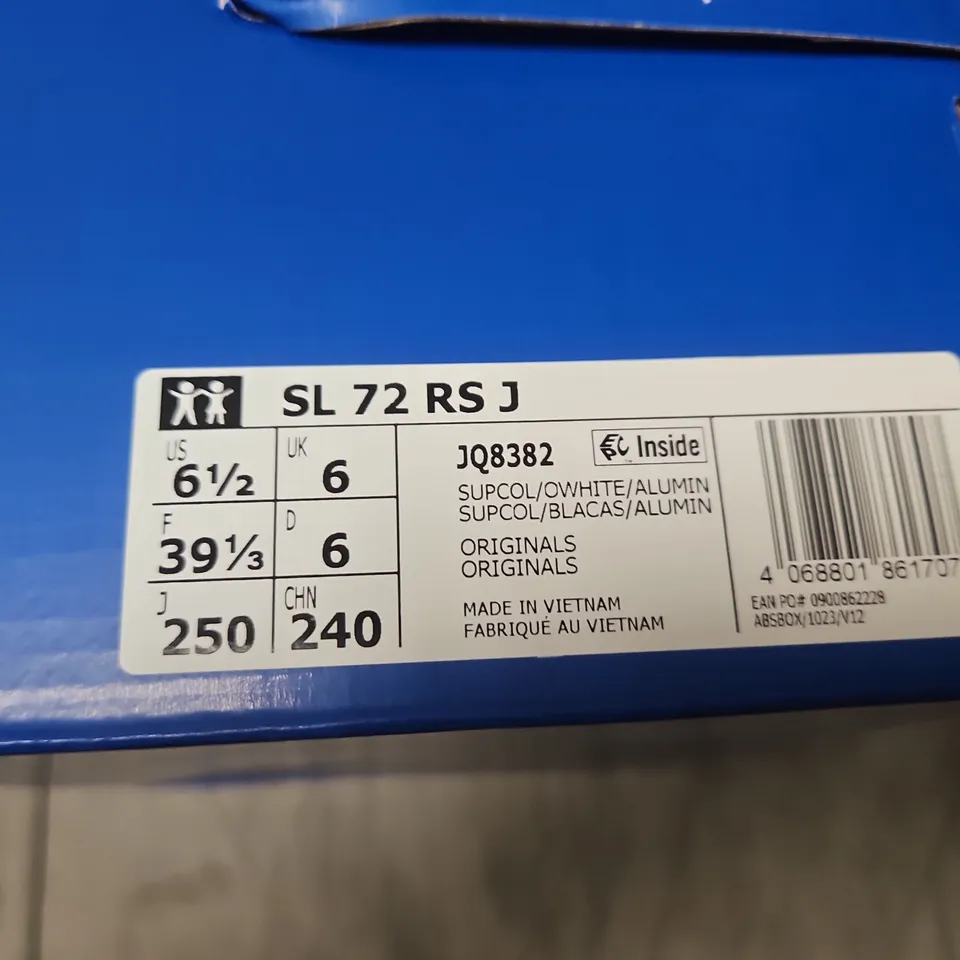 SL 72 RS J
US
6½
UK
6
F
39⅓
D
6
J
250
CHN
240
JQ8382
Inside
SUPCOL/OWHITE/ALUMIN
SUPCOL/BLACAS/ALUMIN
ORIGINALS
ORIGINALS
MADE IN VIETNAM
FABRIQUÉ AU VIETNAM
4 068801 861707
EAN PO# 0900862228
ABSBOX/1023/V12